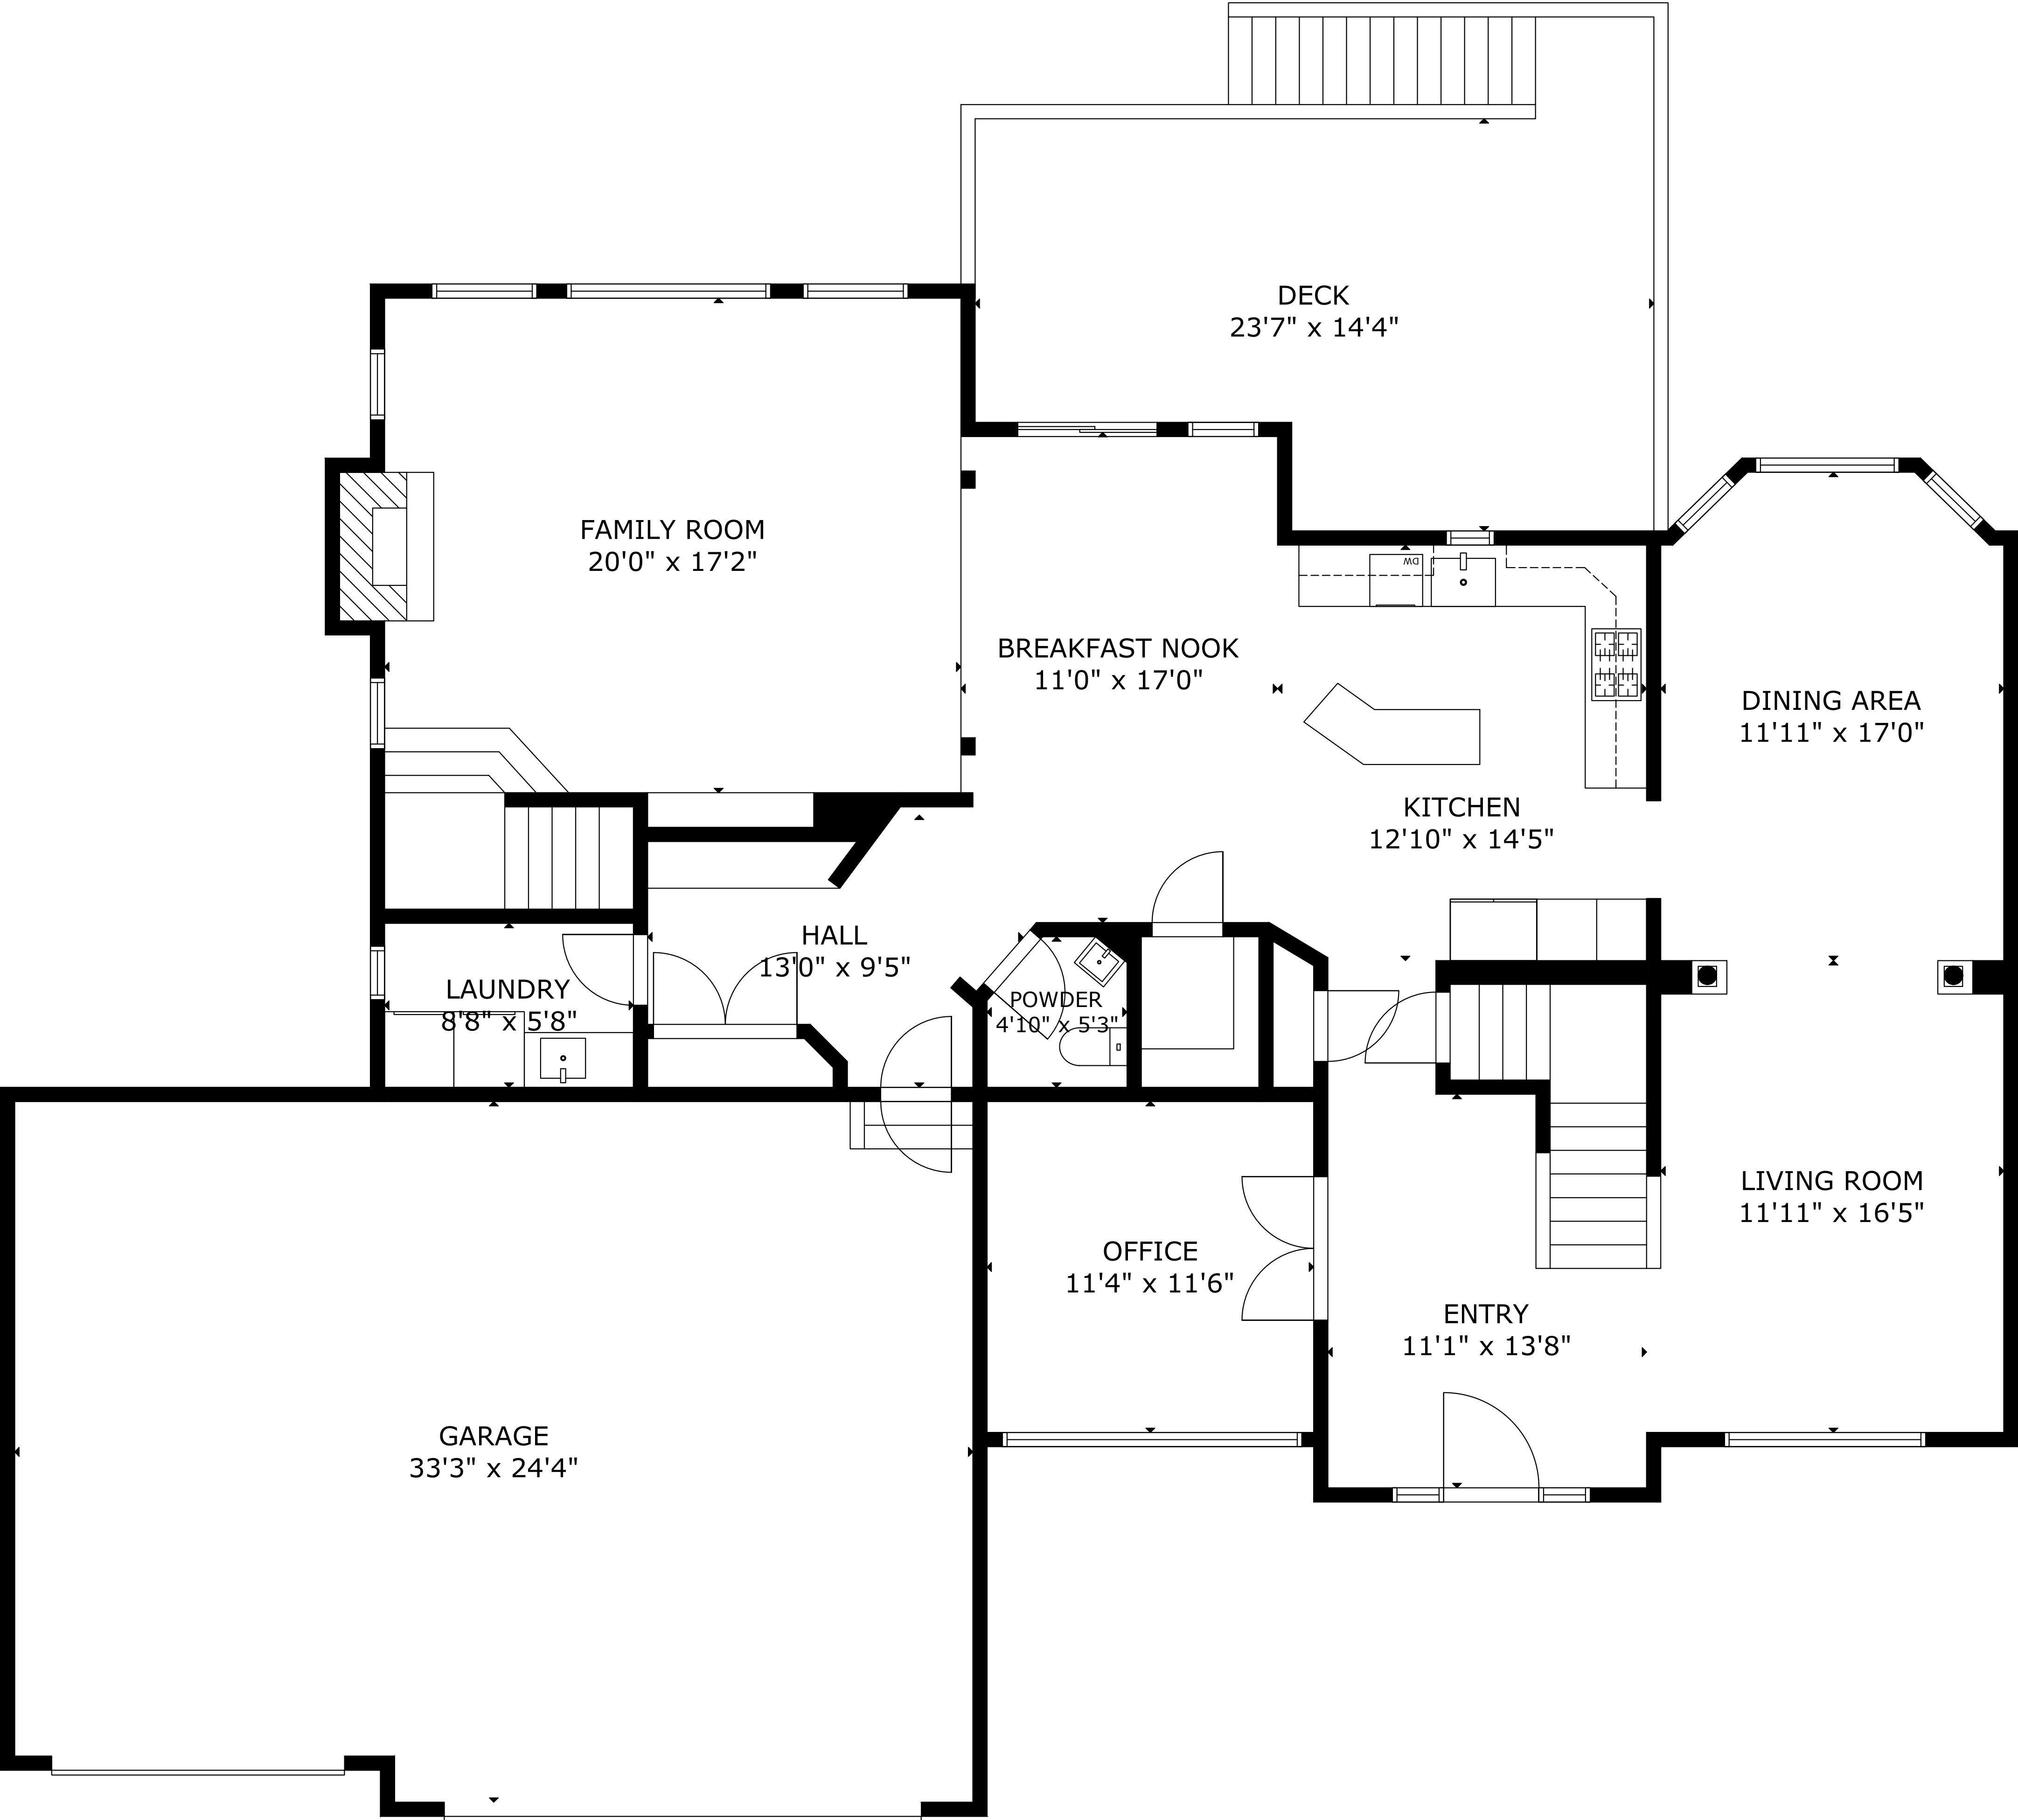 DECK
23'7" x 14'4"
FAMILY ROOM
20'0" x 17'2"
DW
BREAKFAST NOOK
11'0" x 17'0"
DINING AREA
11'11" x 17'0"
KITCHEN
12'10" x 14'5"
HALL
13'0" x 9'5"
LAUNDRY
8'8" x 5'8"
POWDER
4'10" x 5'3"
LIVING ROOM
11'11" x 16'5"
OFFICE
11'4" x 11'6"
ENTRY
11'1" x 13'8"
GARAGE
33'3" x 24'4"